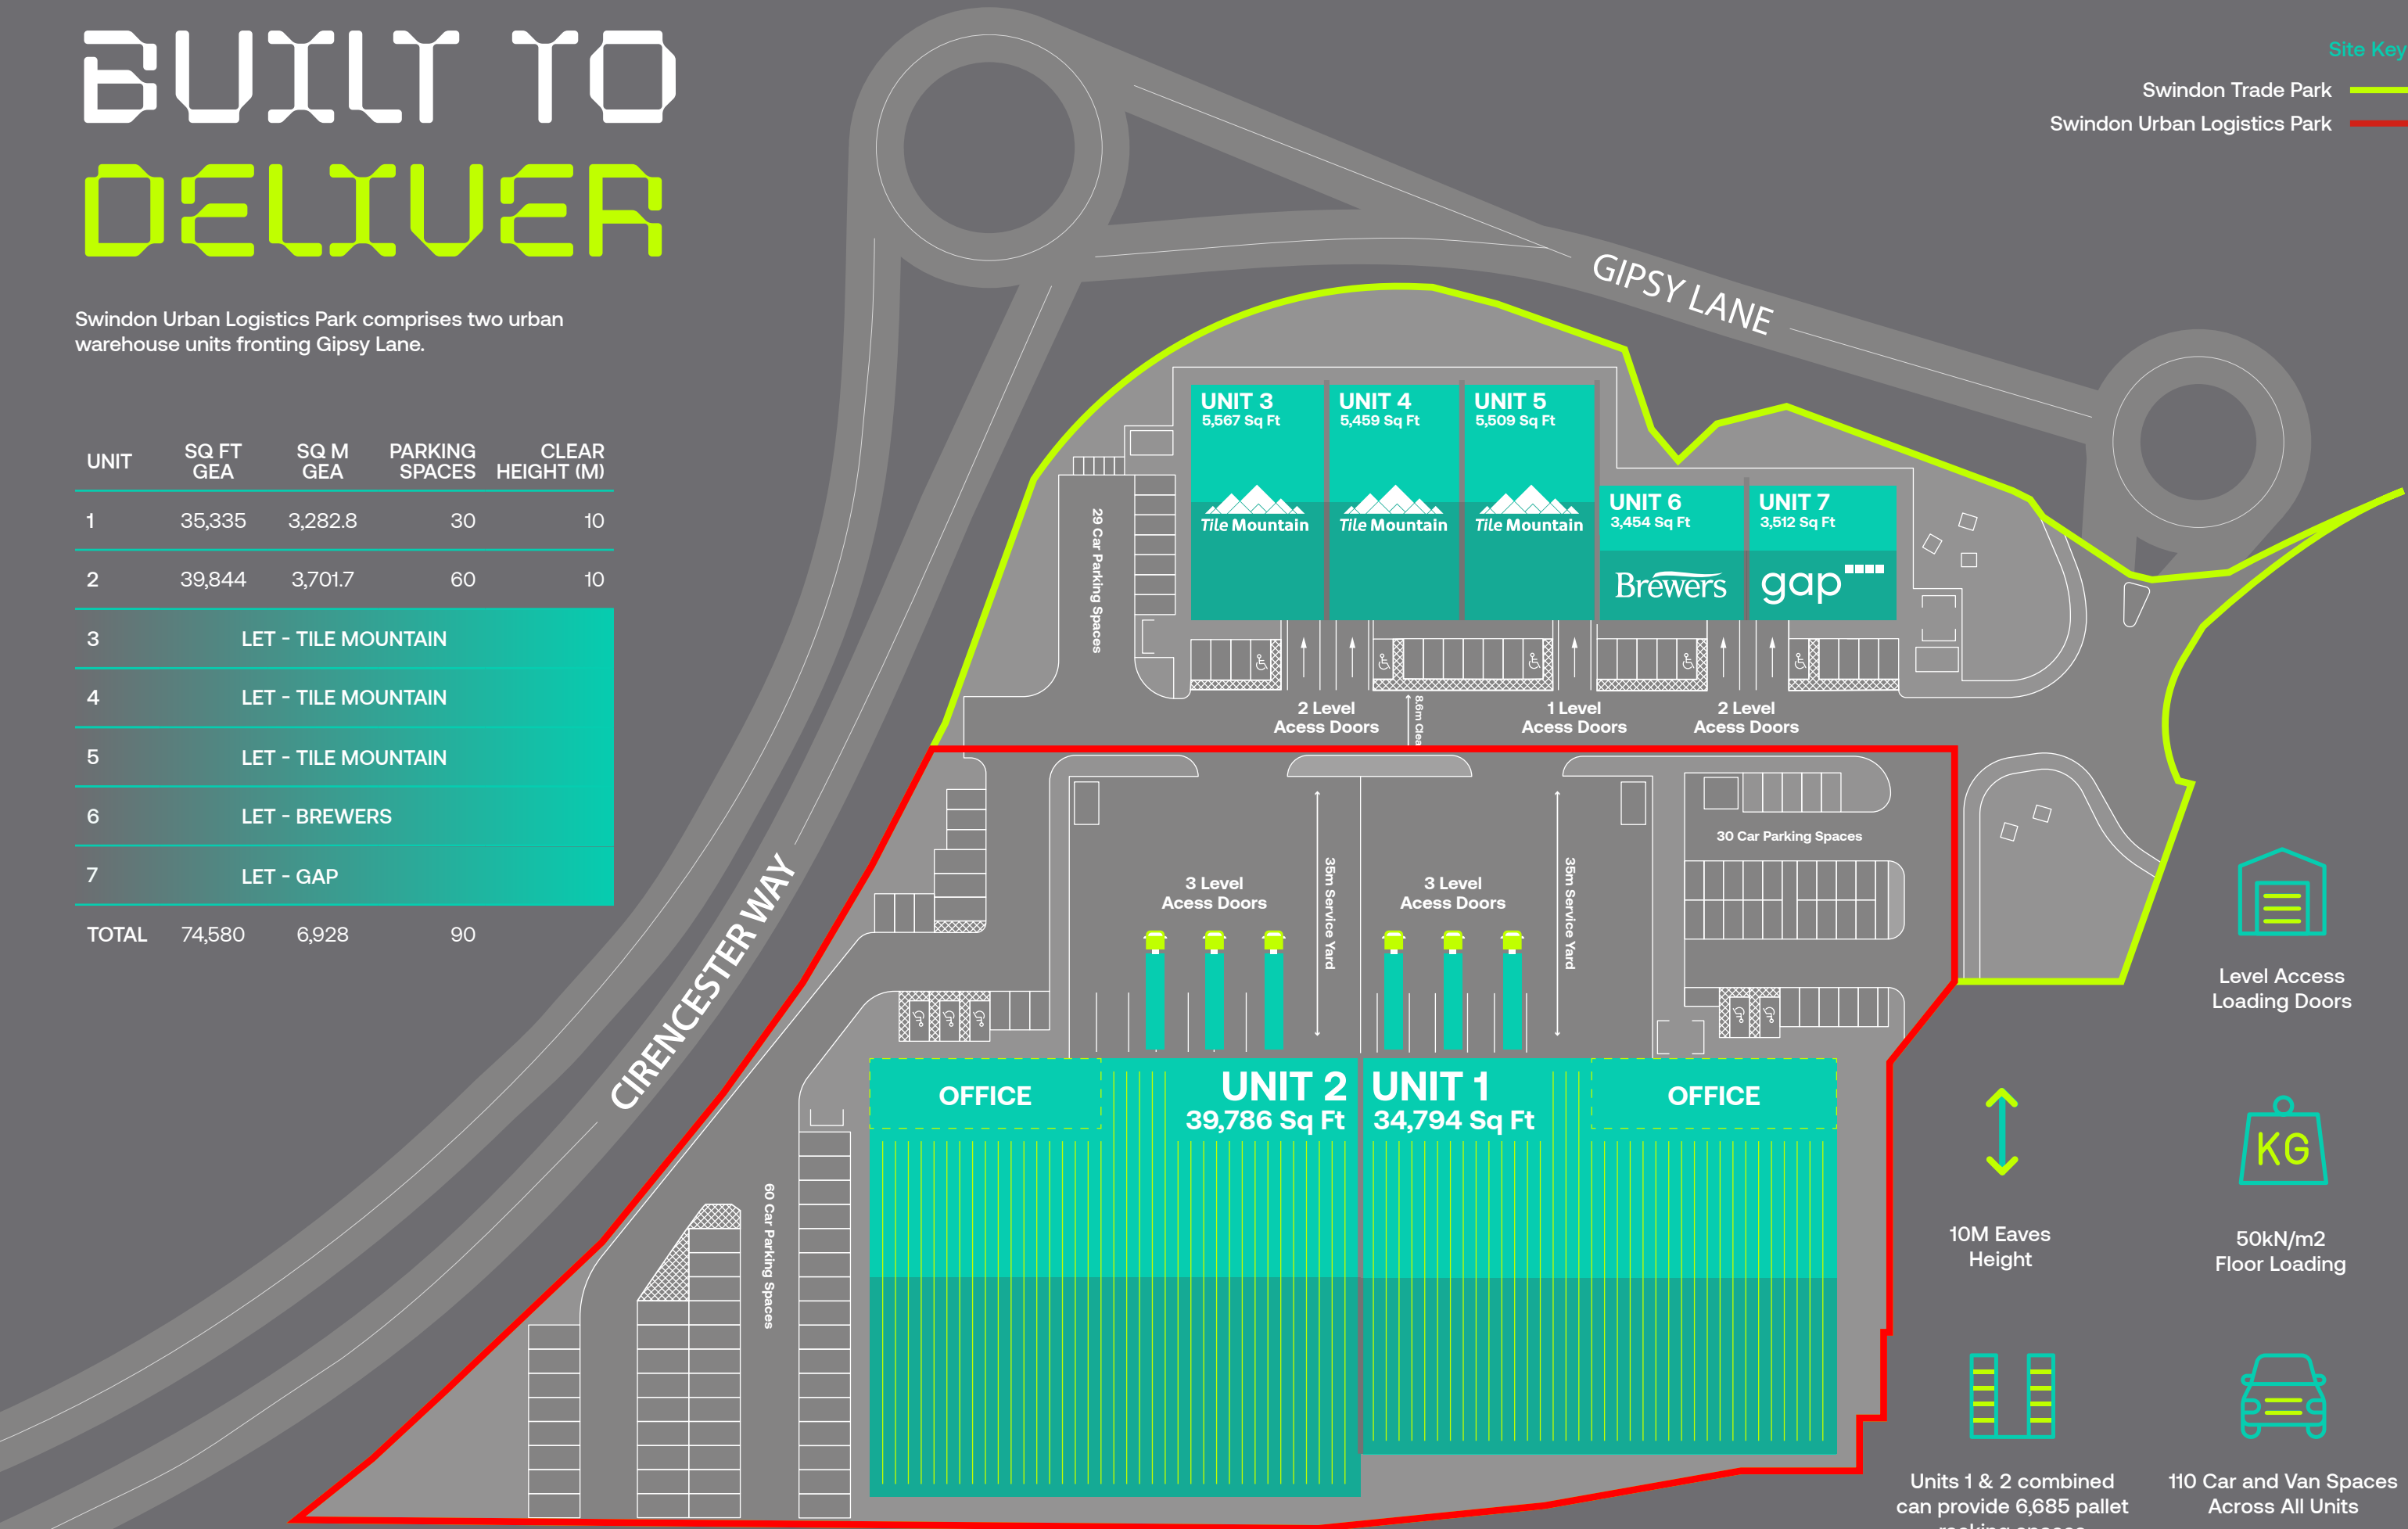 BUILT TO
DELIVER
Swindon Urban Logistics Park comprises two urban
warehouse units fronting Gipsy Lane.
UNIT SQ FT GEA SQ M GEA PARKING SPACES CLEAR HEIGHT (M)
1 35,335 3,282.8 30 10
2 39,844 3,701.7 60 10
3 LET - TILE MOUNTAIN
4 LET - TILE MOUNTAIN
5 LET - TILE MOUNTAIN
6 LET - BREWERS
7 LET - GAP
TOTAL 74,580 6,928 90
Site Key
Swindon Trade Park
Swindon Urban Logistics Park
GIPSY LANE
CIRENCESTER WAY
UNIT 3
5,567 Sq Ft
Tile Mountain
UNIT 4
5,459 Sq Ft
Tile Mountain
UNIT 5
5,509 Sq Ft
Tile Mountain
UNIT 6
3,454 Sq Ft
Brewers
UNIT 7
3,512 Sq Ft
gap
29 Car Parking Spaces
2 Level
Acess Doors
8.6m Clea
1 Level
Acess Doors
2 Level
Acess Doors
30 Car Parking Spaces
3 Level
Acess Doors
35m Service Yard
3 Level
Acess Doors
35m Service Yard
OFFICE
UNIT 2
39,786 Sq Ft
UNIT 1
34,794 Sq Ft
OFFICE
60 Car Parking Spaces
Level Access
Loading Doors
10M Eaves
Height
KG
50kN/m2
Floor Loading
Units 1 & 2 combined
can provide 6,685 pallet
110 Car and Van Spaces
Across All Units